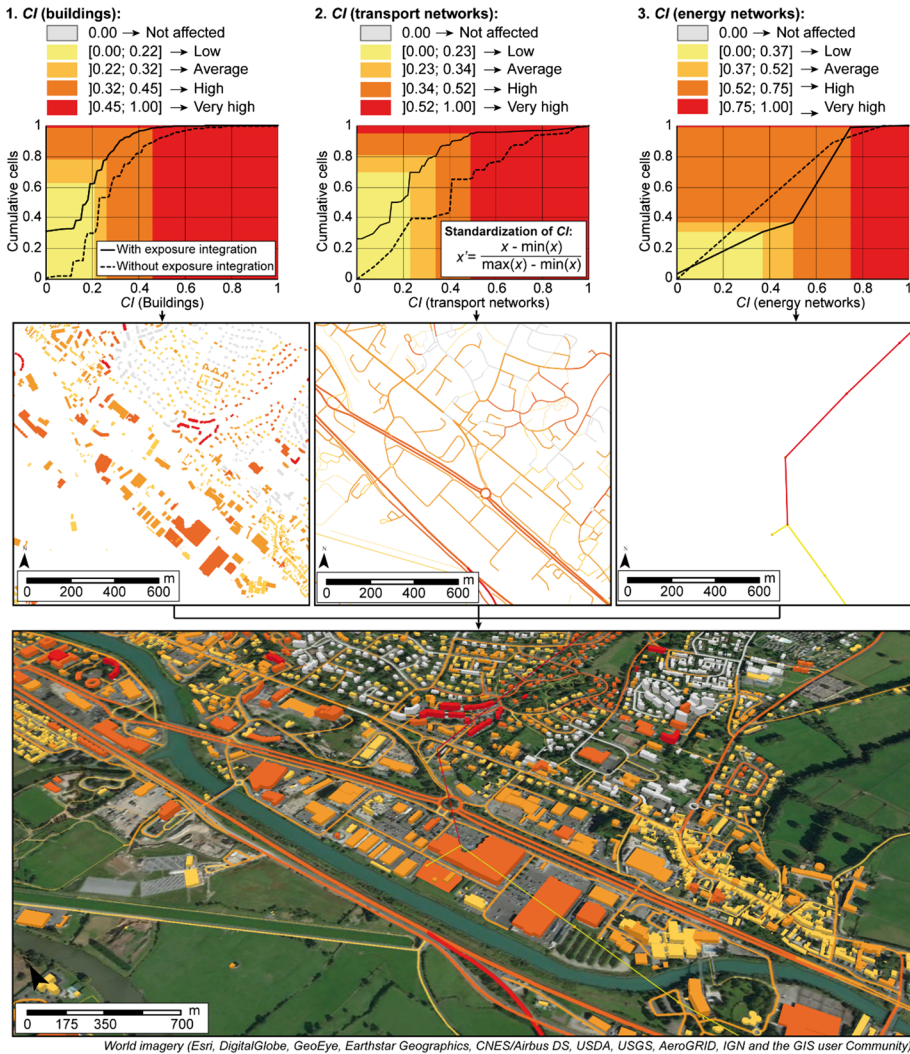 1. CI (buildings):
0.00 → Not affected
[0.00; 0.22] → Low
]0.22; 0.32] → Average
]0.32; 0.45] → High
]0.45; 1.00] → Very high
2. CI (transport networks):
0.00 → Not affected
[0.00; 0.23] → Low
]0.23; 0.34] → Average
]0.34; 0.52] → High
]0.52; 1.00] → Very high
3. CI (energy networks):
0.00 → Not affected
[0.00; 0.37] → Low
]0.37; 0.52] → Average
]0.52; 0.75] → High
]0.75; 1.00] → Very high
Cumulative cells
1
0.8
0.6
0.4
0.2
0
With exposure integration
Without exposure integration
0 0.2 0.4 0.6 0.8 1
CI (Buildings)
Cumulative cells
1
0.8
0.6
0.4
0.2
0
Standardization of CI:
x'= x - min(x)
max(x) - min(x)
0 0.2 0.4 0.6 0.8 1
CI (transport networks)
Cumulative cells
1
0.8
0.6
0.4
0.2
0
0 0.2 0.4 0.6 0.8 1
CI (energy networks)
N
m
0 200 400 600
N
m
0 200 400 600
N
m
0 200 400 600
N
m
0 175 350 700
World imagery (Esri, DigitalGlobe, GeoEye, Earthstar Geographics, CNES/Airbus DS, USDA, USGS, AeroGRID, IGN and the GIS user Community)